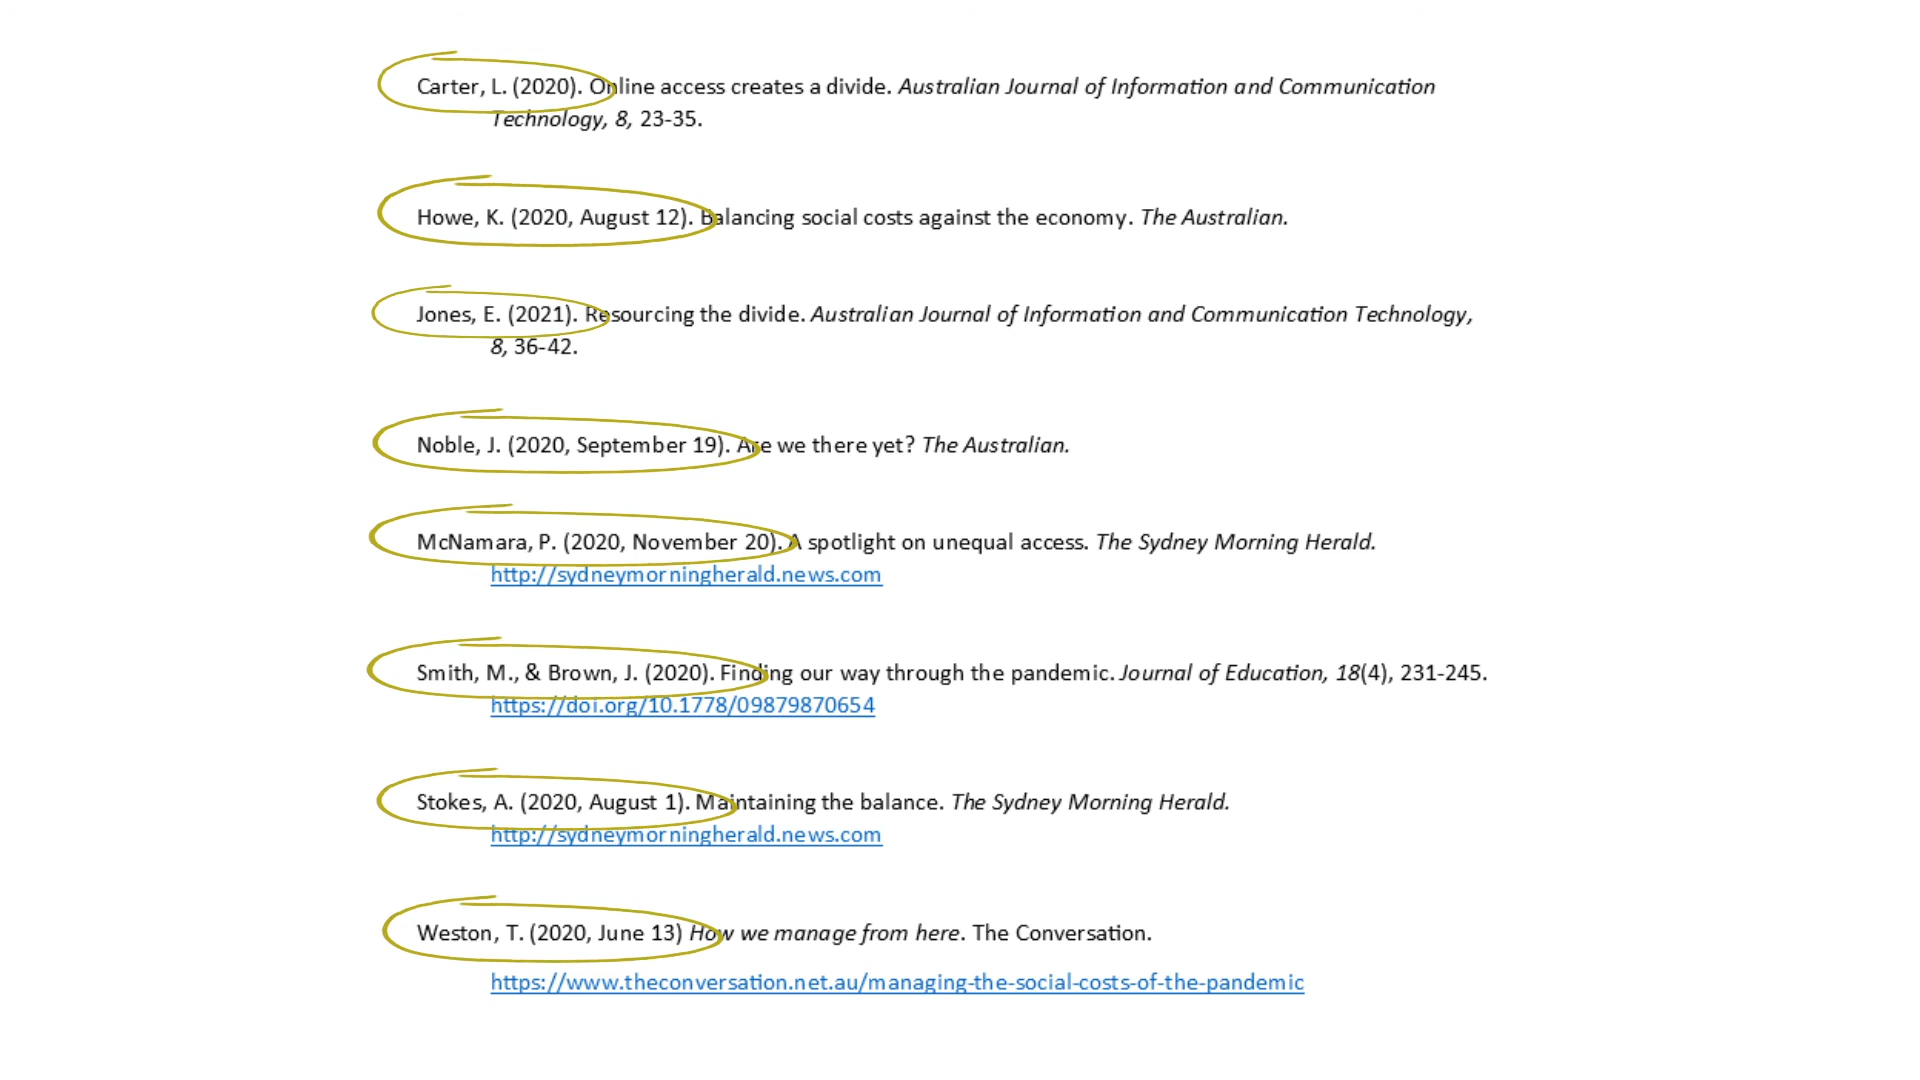 Carter, L. (2020). Online access creates a divide. Australian Journal of Information and Communication
Technology, 8, 23-35.
Howe, K. (2020, August 12). Balancing social costs against the economy. The Australian.
Jones, E. (2021). Resourcing the divide. Australian Journal of Information and Communication Technology,
8, 36-42.
Noble, J. (2020, September 19). Are we there yet? The Australian.
McNamara, P. (2020, November 20). A spotlight on unequal access. The Sydney Morning Herald.
http://sydneymorningherald.news.com
Smith, M., & Brown, J. (2020). Finding our way through the pandemic. Journal of Education, 18(4), 231-245.
https://doi.org/10.1778/09879870654
Stokes, A. (2020, August 1). Maintaining the balance. The Sydney Morning Herald.
http://sydneymorningherald.news.com
Weston, T. (2020, June 13) How we manage from here. The Conversation.
https://www.theconversation.net.au/managing-the-social-costs-of-the-pandemic